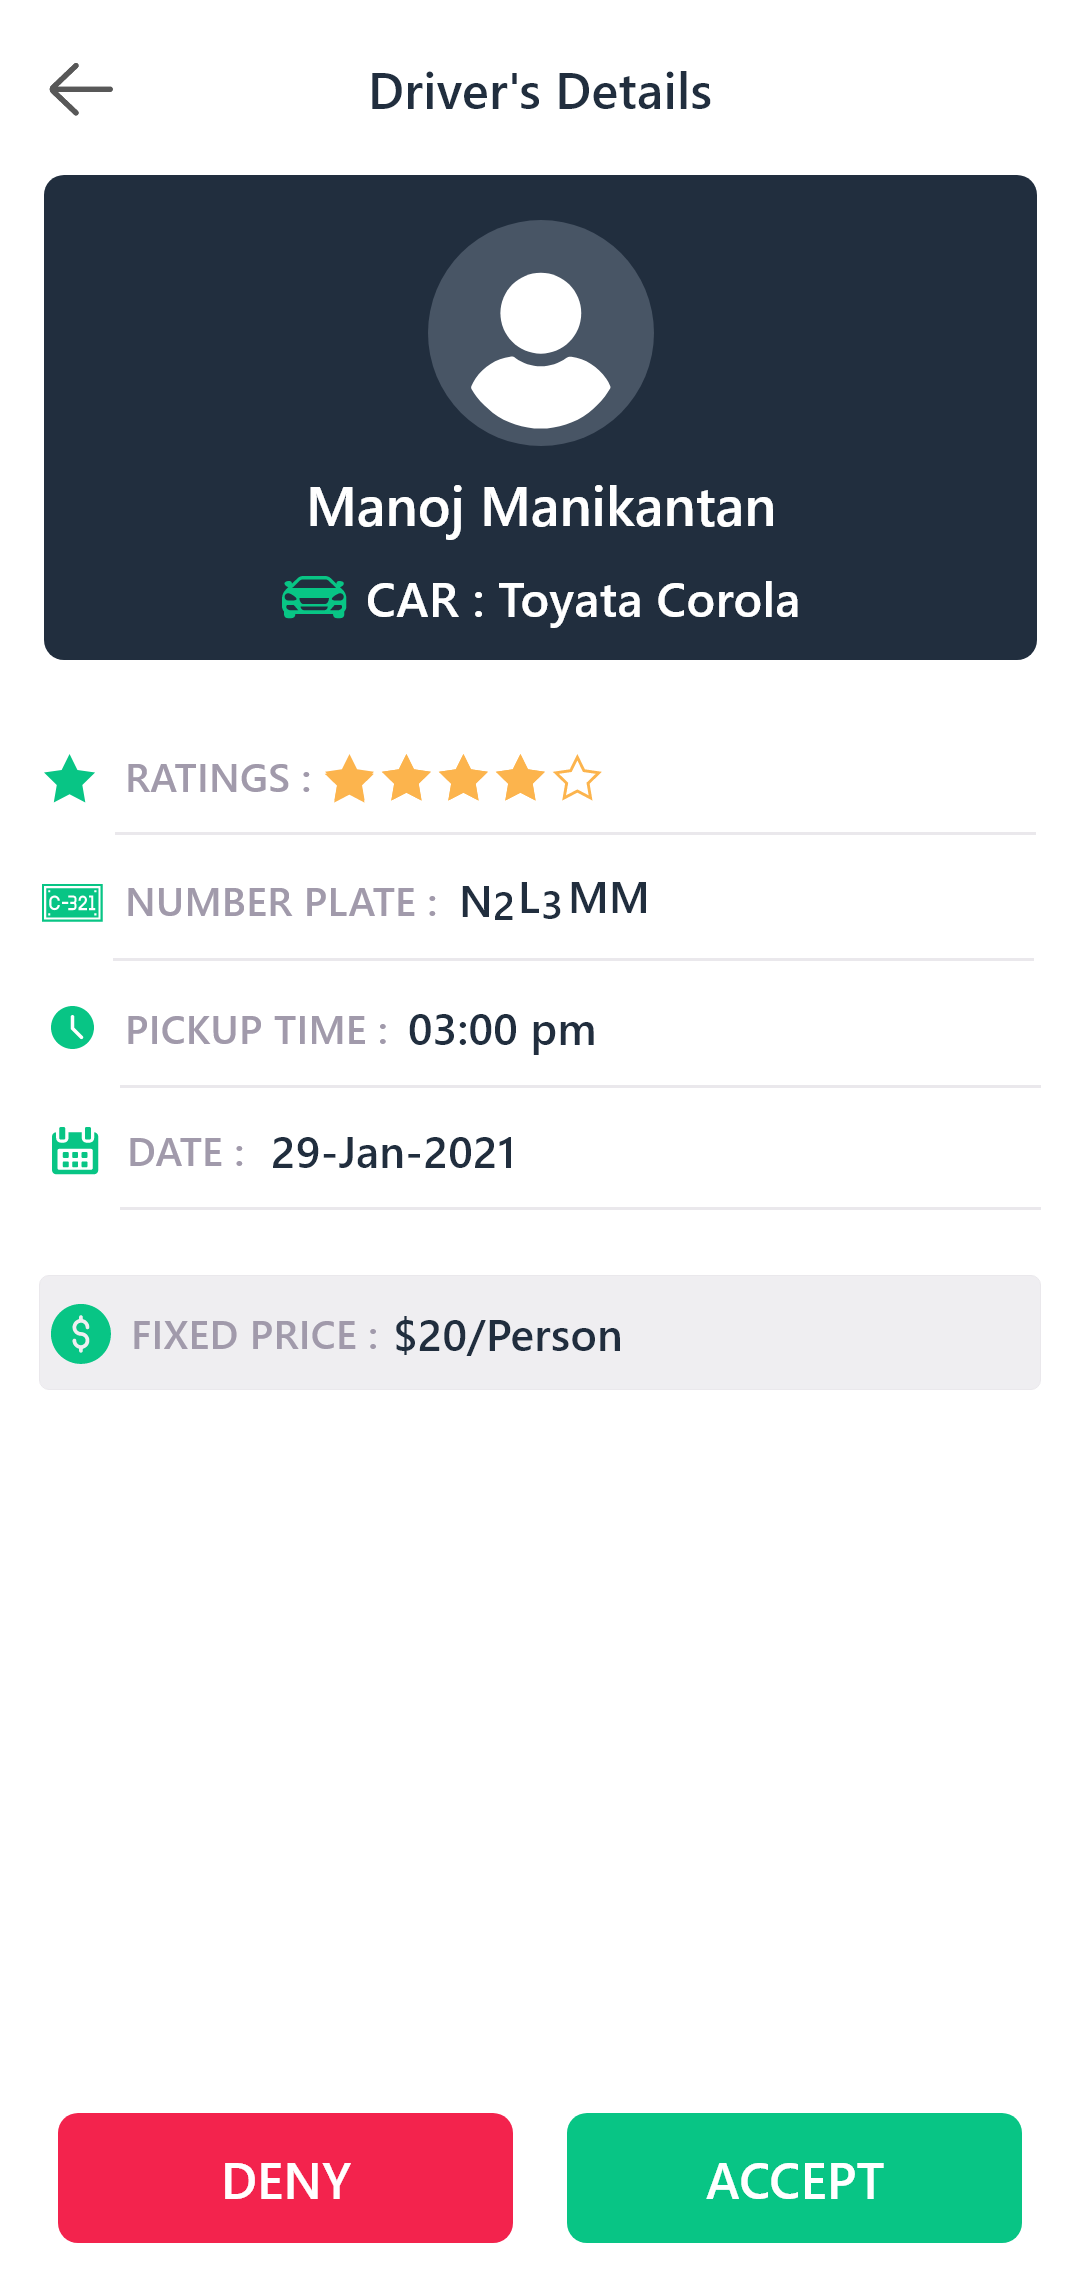 Driver's Details
Manoj Manikantan
CAR : Toyata Corola
RATINGS :
C-321 NUMBER PLATE : N2L3MM
PICKUP TIME : 03:00 pm
DATE : 29-Jan-2021
$ FIXED PRICE : $20/Person
DENY ACCEPT